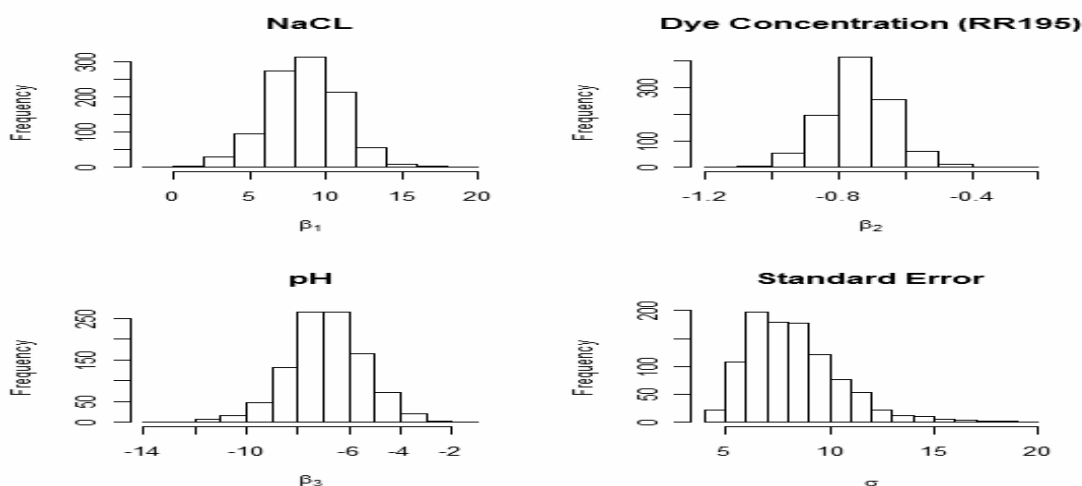 NaCL
Frequency
0 100 200 300
0 5 10 15 20
β1
Dye Concentration (RR195)
Frequency
0 100 300
-1.2 -0.8 -0.4
β2
pH
Frequency
0 50 150 250
-14 -10 -6 -4 -2
β3
Standard Error
Frequency
0 50 100 200
5 10 15 20
σ